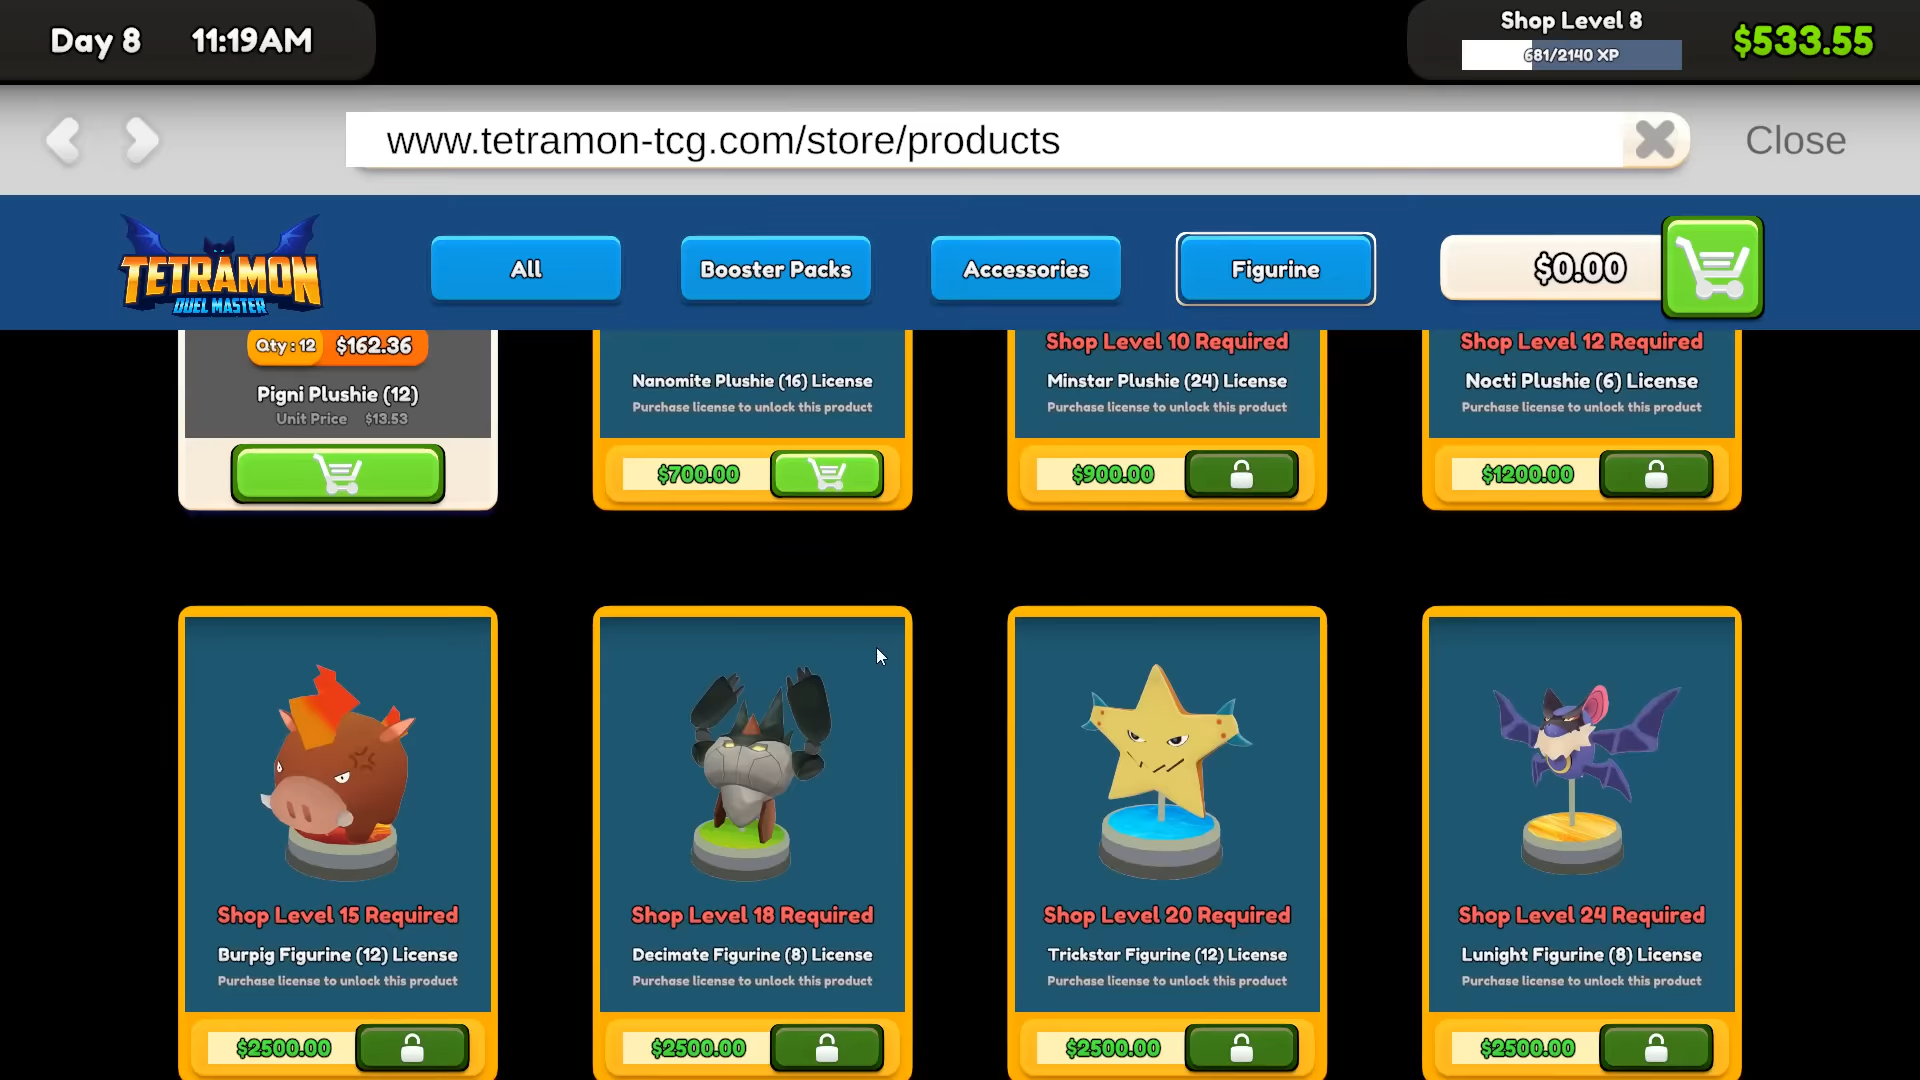 Day 8 11:19AM
Shop Level 8
681/2140 XP
$533.55
www.tetramon-tcg.com/store/products
Close
TETRAMON
DUEL MASTER
All
Booster Packs
Accessories
Figurine
$0.00
Qty : 12 $162.36
Pigni Plushie (12)
Unit Price $13.53
Nanomite Plushie (16) License
Purchase license to unlock this product
$700.00
Shop Level 10 Required
Minstar Plushie (24) License
Purchase license to unlock this product
$900.00
Shop Level 12 Required
Nocti Plushie (6) License
Purchase license to unlock this product
$1200.00
Shop Level 15 Required
Burpig Figurine (12) License
Purchase license to unlock this product
$2500.00
Shop Level 18 Required
Decimate Figurine (8) License
Purchase license to unlock this product
$2500.00
Shop Level 20 Required
Trickstar Figurine (12) License
Purchase license to unlock this product
$2500.00
Shop Level 24 Required
Lunight Figurine (8) License
Purchase license to unlock this product
$2500.00